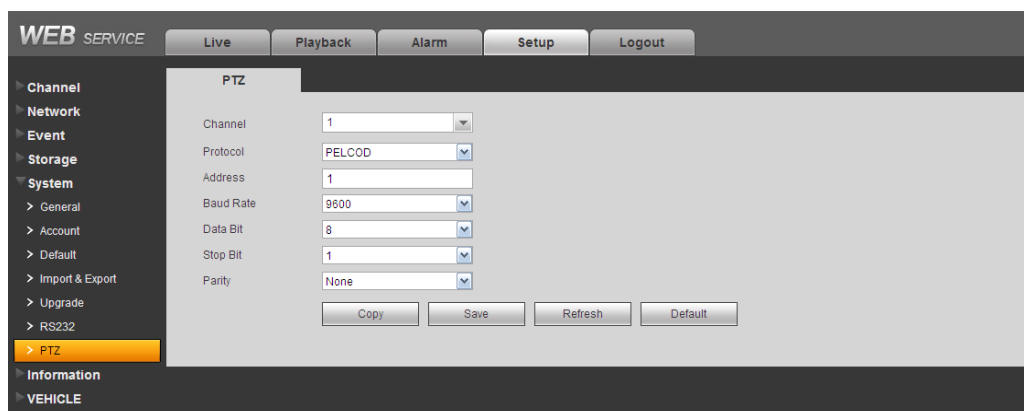 WEB SERVICE
Live Playback Alarm Setup Logout
Channel
Network
Event
Storage
System
> General
> Account
> Default
> Import & Export
> Upgrade
> RS232
> PTZ
Information
VEHICLE
PTZ
Channel 1
Protocol PELCOD
Address 1
Baud Rate 9600
Data Bit 8
Stop Bit 1
Parity None
Copy Save Refresh Default